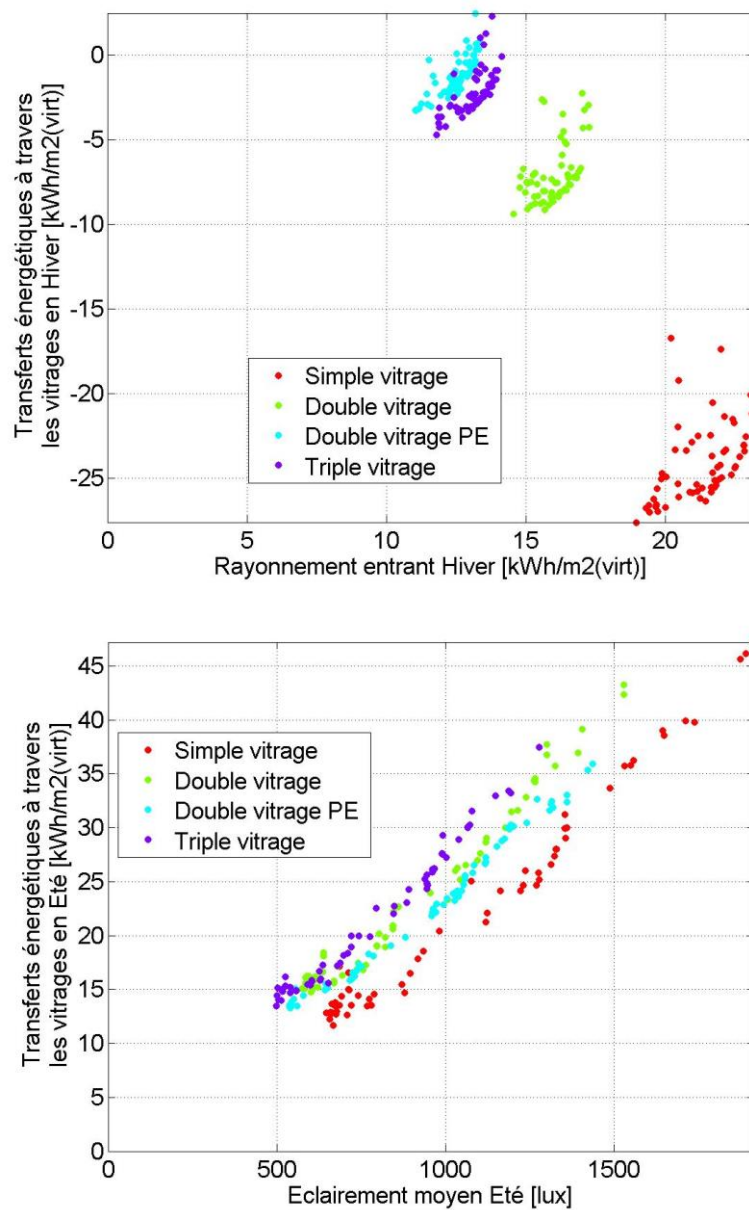 0
-5
-10
-15
-20
-25
Transferts énergétiques à travers
les vitrages en Hiver [kWh/m2(virt)]
Simple vitrage
Double vitrage
Double vitrage PE
Triple vitrage
0 5 10 15 20
Rayonnement entrant Hiver [kWh/m2(virt)]
45
40
35
30
25
20
15
10
5
0
Transferts énergétiques à travers
les vitrages en Eté [kWh/m2(virt)]
Simple vitrage
Double vitrage
Double vitrage PE
Triple vitrage
0 500 1000 1500
Eclairement moyen Eté [lux]